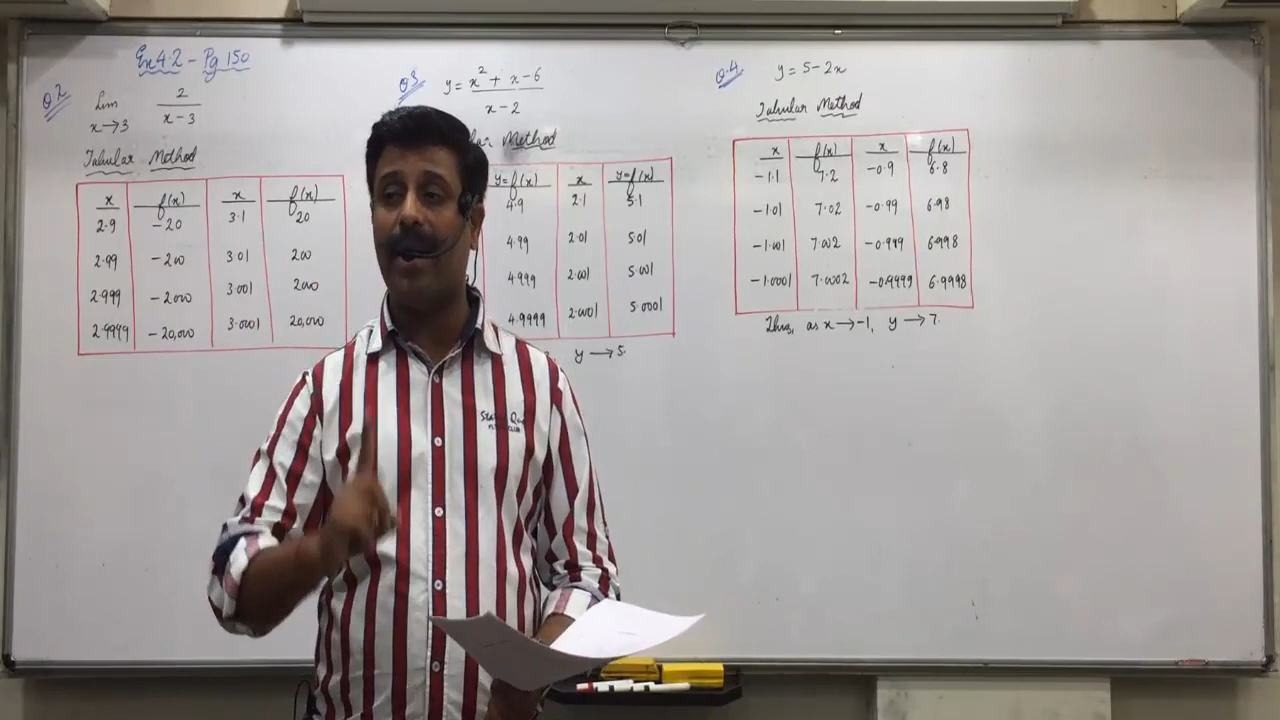 Ex 4.2 - Pg 150
Q 2
Lim x→3 2/(x-3)
Tabular Method
x f(x) x f(x)
2.9 -20 3.1 20
2.99 -200 3.01 200
2.999 -2000 3.001 2000
2.9999 -20,000 3.0001 20,000
Q3
y = (x² + x - 6)/(x - 2)
Method
y=f(x) x y=f(x)
4.9 2.1 5.1
4.99 2.01 5.01
4.999 2.001 5.001
4.9999 2.0001 5.0001
y → 5.
Q.4
y = 5-2x
Tabular Method
x f(x) x f(x)
-1.1 7.2 -0.9 6.8
-1.01 7.02 -0.99 6.98
-1.001 7.002 -0.999 6.998
-1.0001 7.0002 -0.9999 6.9998
Thus, as x → -1, y → 7.